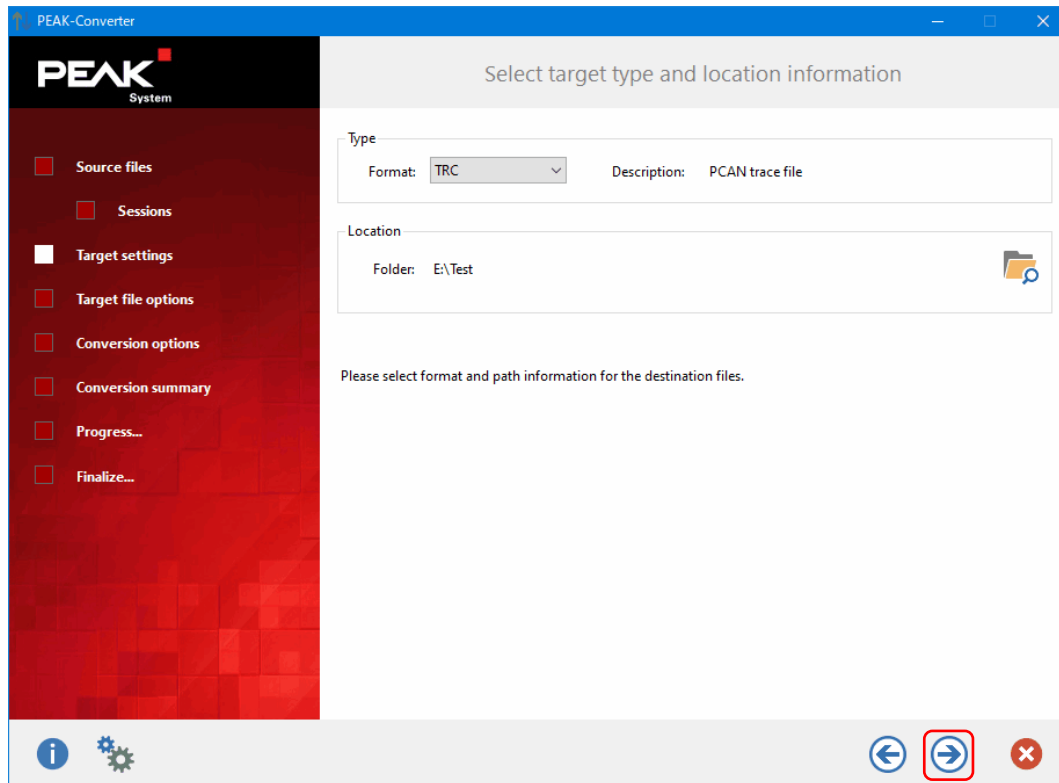 PEAK-Converter
PEAK
System
Select target type and location information
Source files
Sessions
Target settings
Target file options
Conversion options
Conversion summary
Progress...
Finalize...
Type
Format: TRC Description: PCAN trace file
Location
Folder: E:\Test
Please select format and path information for the destination files.